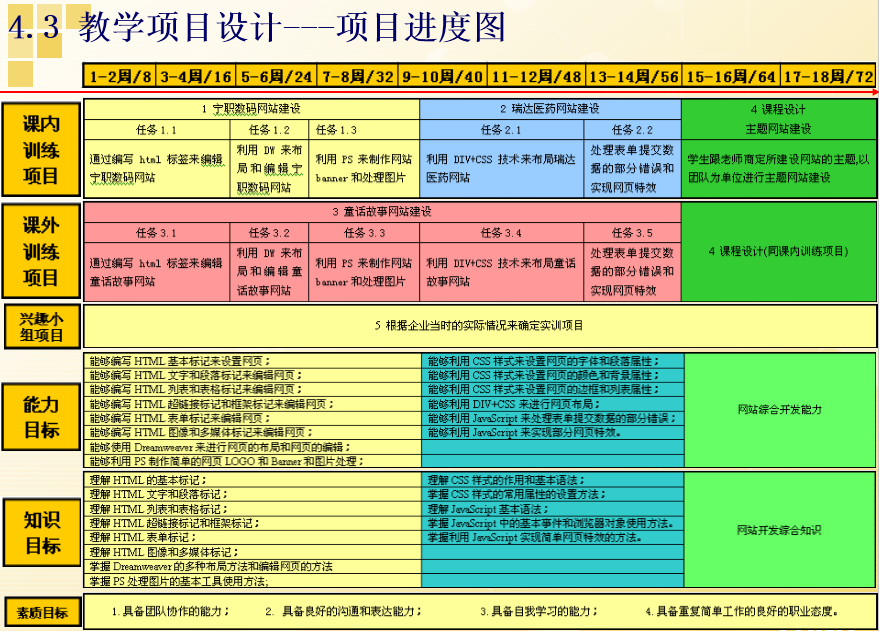 4.3 教学项目设计---项目进度图
1-2周/8 3-4周/16 5-6周/24 7-8周/32 9-10周/40 11-12周/48 13-14周/56 15-16周/64 17-18周/72
课内
训练
项目
1 宁职数码网站建设
任务 1.1
任务 1.2
任务 1.3
通过编写 html 标签来编辑
宁职数码网站
利用 DW 来布
局和编辑宁
职数码网站
利用 PS 来制作网站
banner 和处理图片
2 瑞达医药网站建设
任务 2.1
任务 2.2
利用 DIV+CSS 技术来布局瑞达
医药网站
处理表单提交数
据的部分错误和
实现网页特效
4 课程设计
主题网站建设
学生跟老师商定所建设网站的主题,以
团队为单位进行主题网站建设
课外
训练
项目
3 童话故事网站建设
任务 3.1
任务 3.2
任务 3.3
任务 3.4
任务 3.5
通过编写 html 标签来编辑
童话故事网站
利用 DW 来布
局和编辑童
话故事网站
利用 PS 来制作网站
banner 和处理图片
利用 DIV+CSS 技术来布局童话
故事网站
处理表单提交数
据的部分错误和
实现网页特效
4 课程设计(同课内训练项目)
兴趣小
组项目
5 根据企业当时的实际情况来确定实训项目
能力
目标
能够编写 HTML 基本标记来设置网页；
能够编写 HTML 文字和段落标记来编辑网页；
能够编写 HTML 列表和表格标记来编辑网页；
能够编写 HTML 超链接标记和框架标记来编辑网页；
能够编写 HTML 表单标记来编辑网页；
能够编写 HTML 图像和多媒体标记来编辑网页；
能够使用 Dreamweaver 来进行网页的布局和网页的编辑；
能够利用 PS 制作简单的网页 LOGO 和 Banner 和图片处理；
能够利用 CSS 样式来设置网页的字体和段落属性；
能够利用 CSS 样式来设置网页的颜色和背景属性；
能够利用 CSS 样式来设置网页的边框和列表属性；
能够利用 DIV+CSS 来进行网页布局；
能够利用 JavaScript 来处理表单提交数据的部分错误；
能够利用 JavaScript 来实现部分网页特效。
网站综合开发能力
知识
目标
理解 HTML 的基本标记；
理解 HTML 文字和段落标记；
理解 HTML 列表和表格标记；
理解 HTML 超链接标记和框架标记；
理解 HTML 表单标记；
理解 HTML 图像和多媒体标记；
掌握 Dreamweaver 的多种布局方法和编辑网页的方法
掌握 PS 处理图片的基本工具使用方法;
理解 CSS 样式的作用和基本语法；
掌握 CSS 样式的常用属性的设置方法；
理解 JavaScript 基本语法；
掌握 JavaScript 中的基本事件和浏览器对象使用方法。
掌握利用 JavaScript 实现简单网页特效的方法。
网站开发综合知识
素质目标
1.具备团队协作的能力； 2. 具备良好的沟通和表达能力； 3.具备自我学习的能力； 4.具备重复简单工作的良好的职业态度。